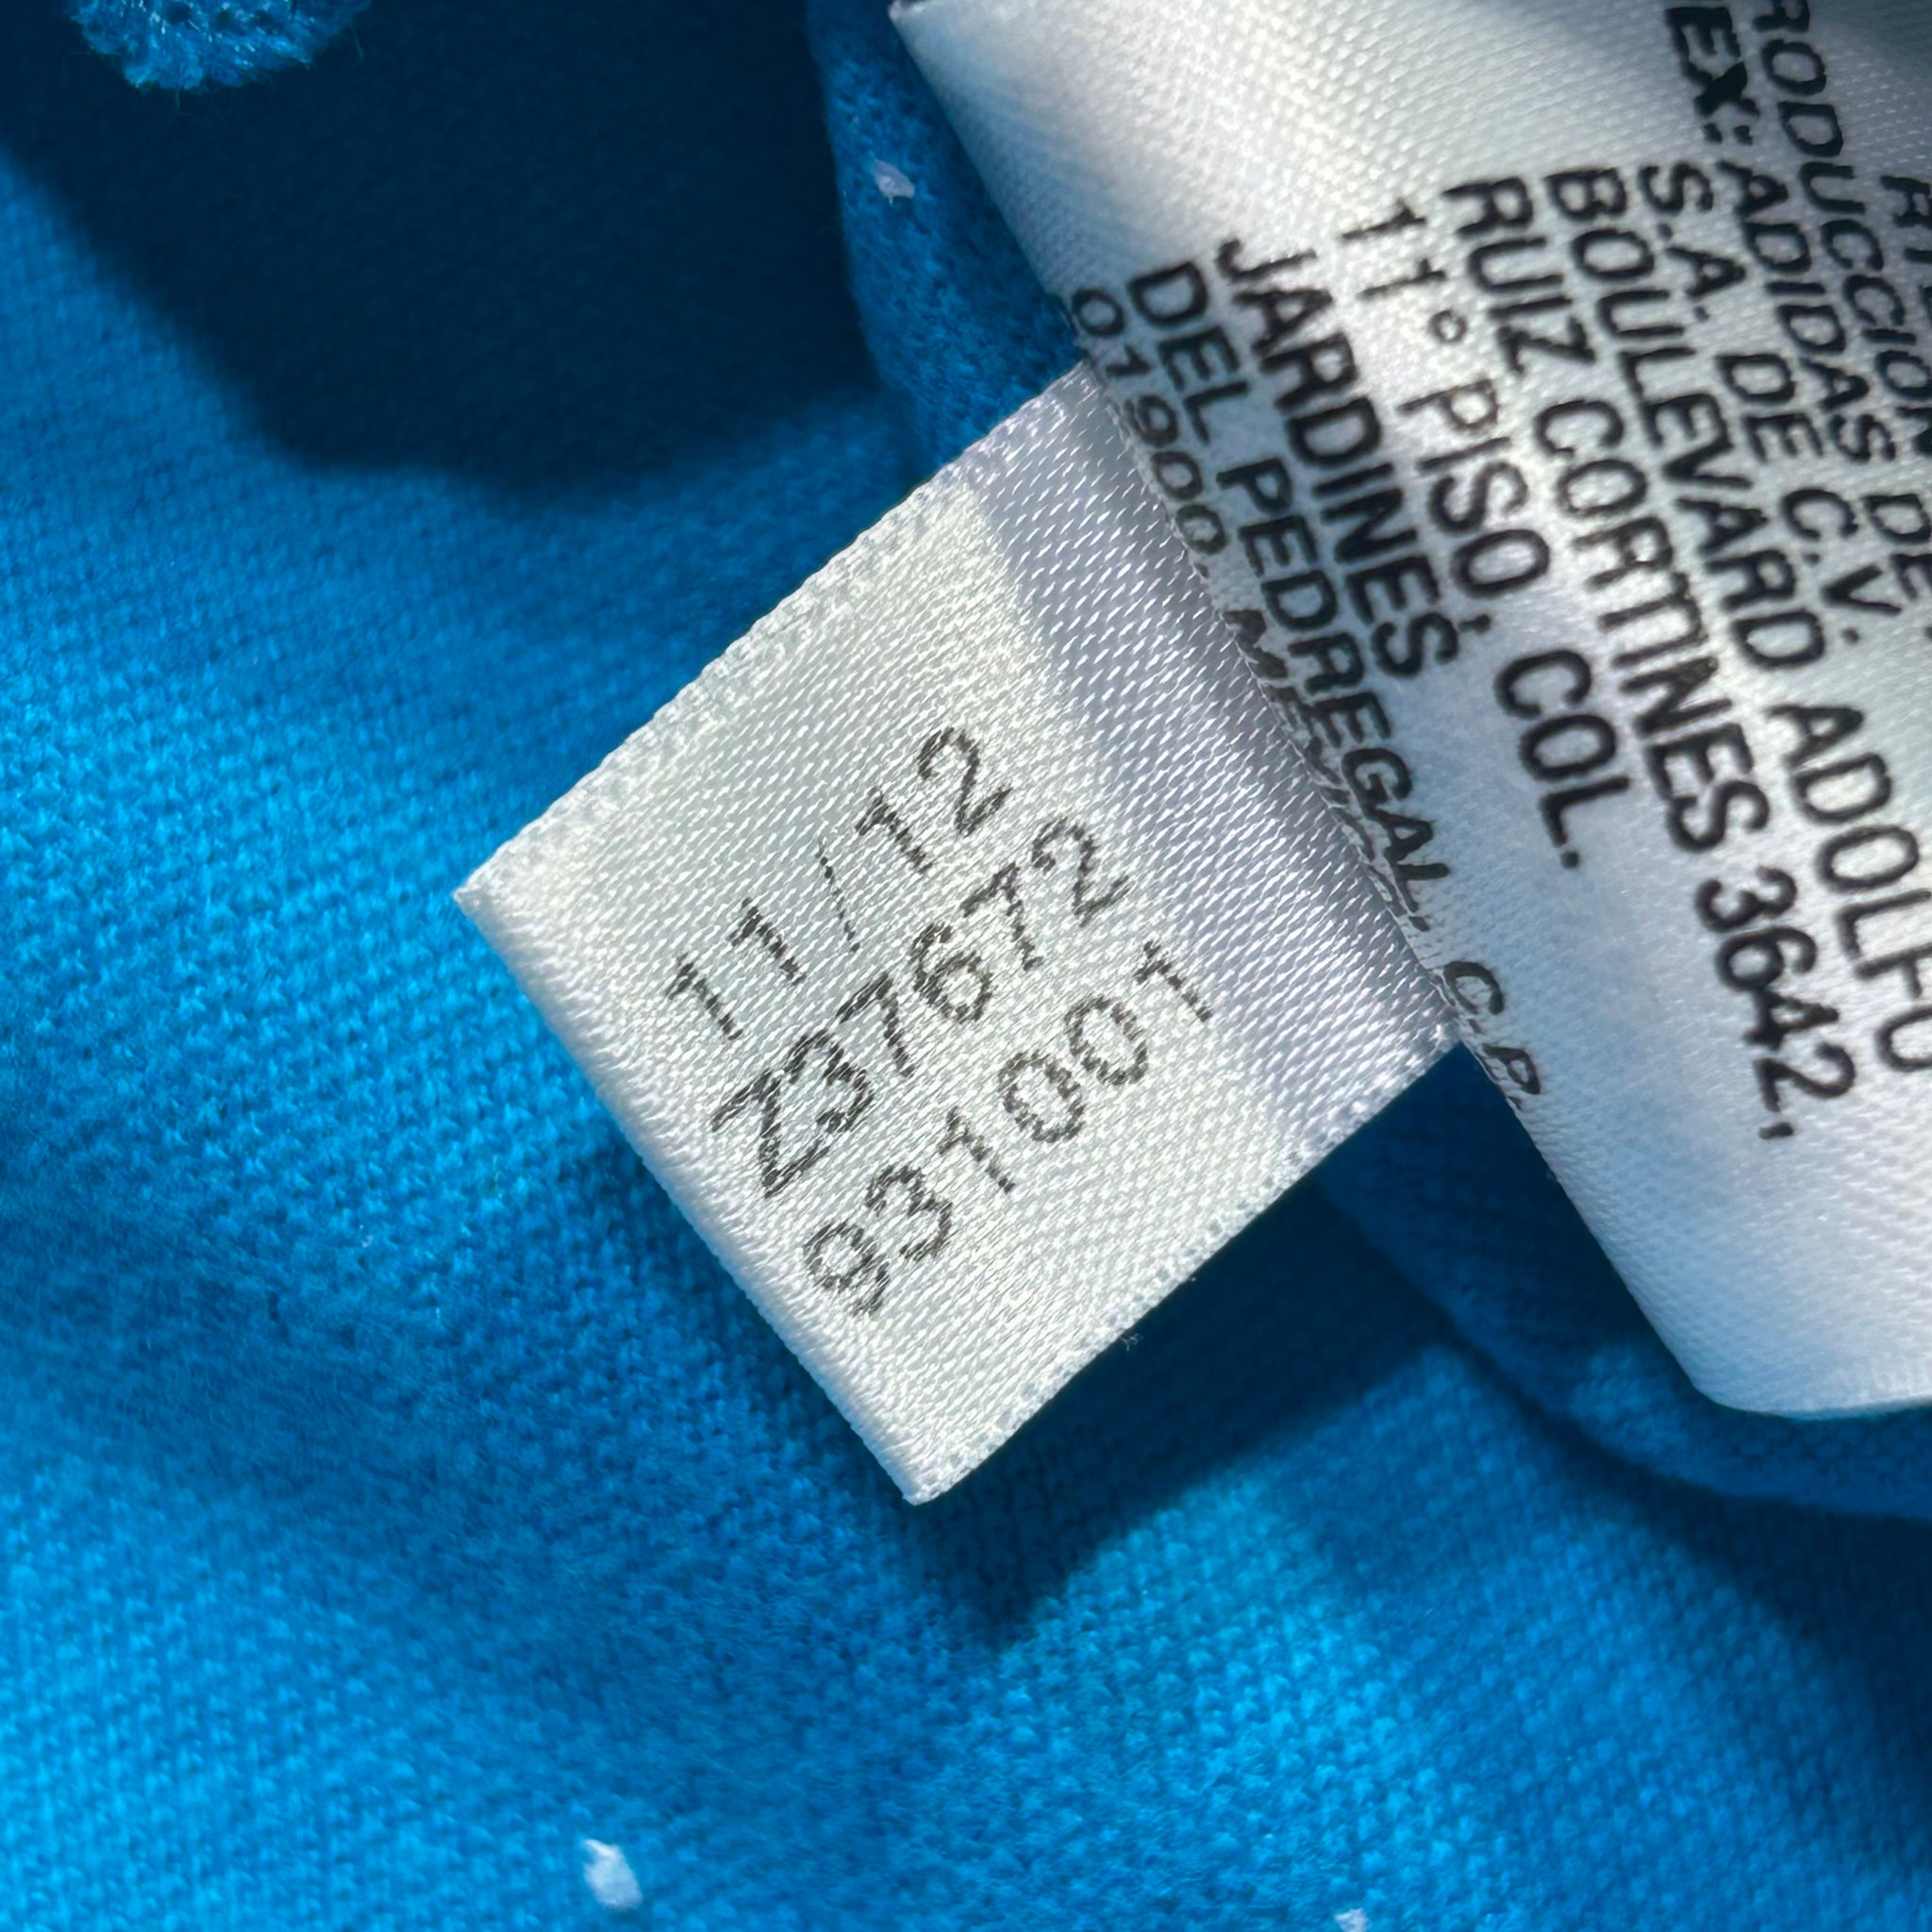 11/12
Z37672
931001
RODUCCION DE
EX: ADIDAS DE
S.A. DE C.V.
BOULEVARD ADOLFO
RUIZ CORTINES 3642,
11° PISO, COL.
JARDINES
DEL PEDREGAL, C.P.
01900,